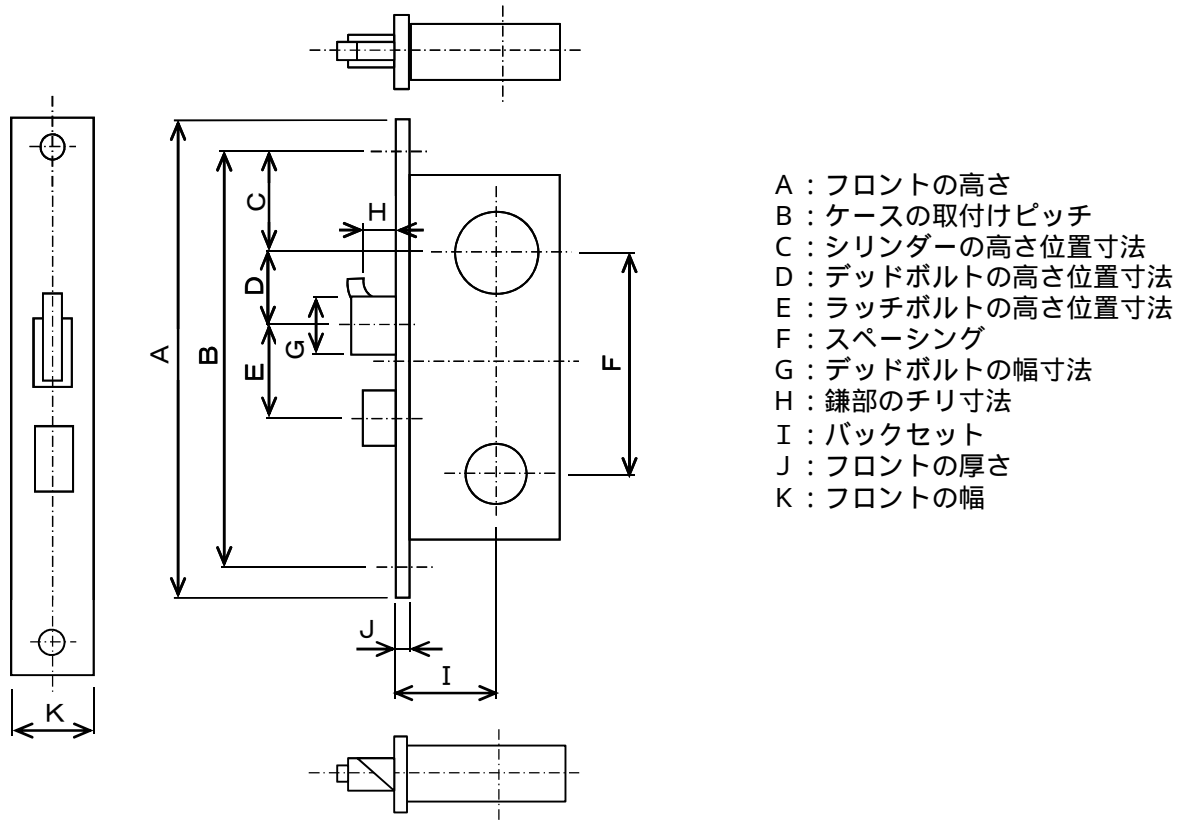 H
C
D
G
A
B
E
F
J
I
K
A：フロントの高さ
B：ケースの取付けピッチ
C：シリンダーの高さ位置寸法
D：デッドボルトの高さ位置寸法
E：ラッチボルトの高さ位置寸法
F：スペーシング
G：デッドボルトの幅寸法
H：鎌部のチリ寸法
I：バックセット
J：フロントの厚さ
K：フロントの幅